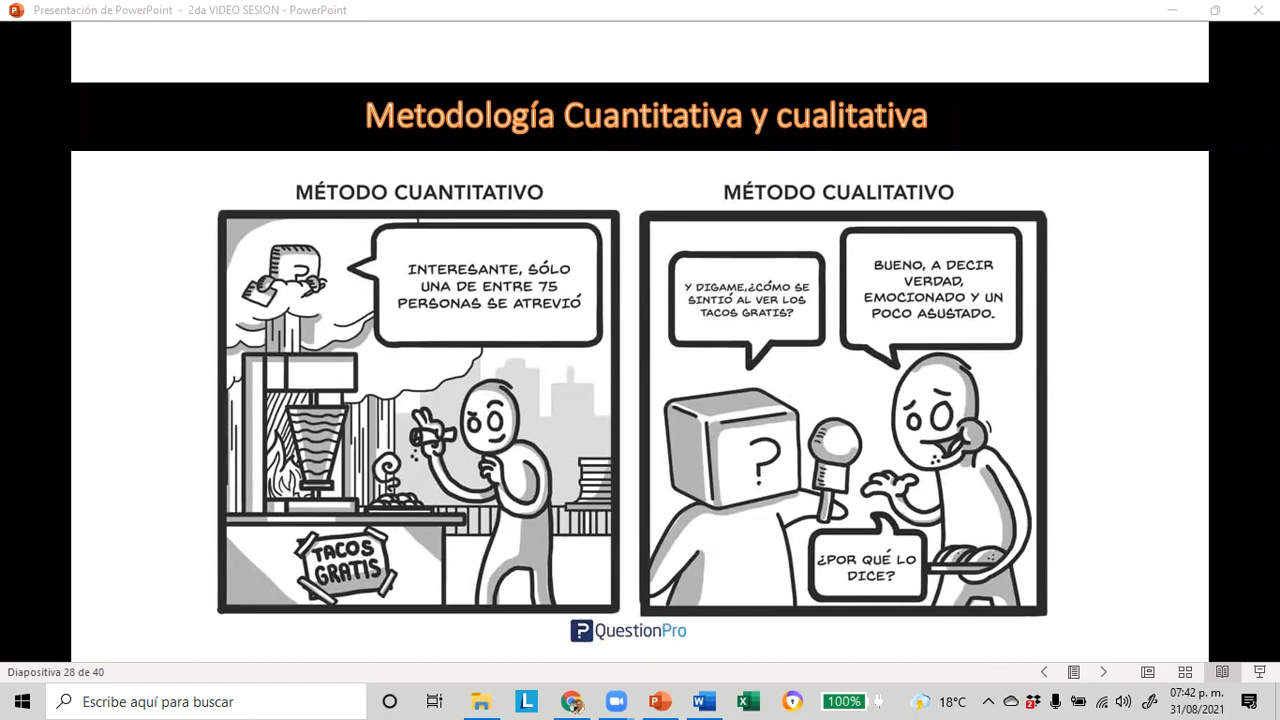 Presentación de PowerPoint - 2da VIDEO SESION - PowerPoint
Metodología Cuantitativa y cualitativa
MÉTODO CUANTITATIVO
INTERESANTE, SÓLO
UNA DE ENTRE 75
PERSONAS SE ATREVIÓ
?
TACOS
GRATIS
MÉTODO CUALITATIVO
Y DIGAME,¿CÓMO SE
SINTIÓ AL VER LOS
TACOS GRATIS?
BUENO, A DECIR
VERDAD,
EMOCIONADO Y UN
POCO ASUSTADO.
?
¿POR QUÉ LO
DICE?
? QuestionPro
Diapositiva 28 de 40
Escribe aquí para buscar
L
100%
18°C
2
07:42 p. m.
31/08/2021